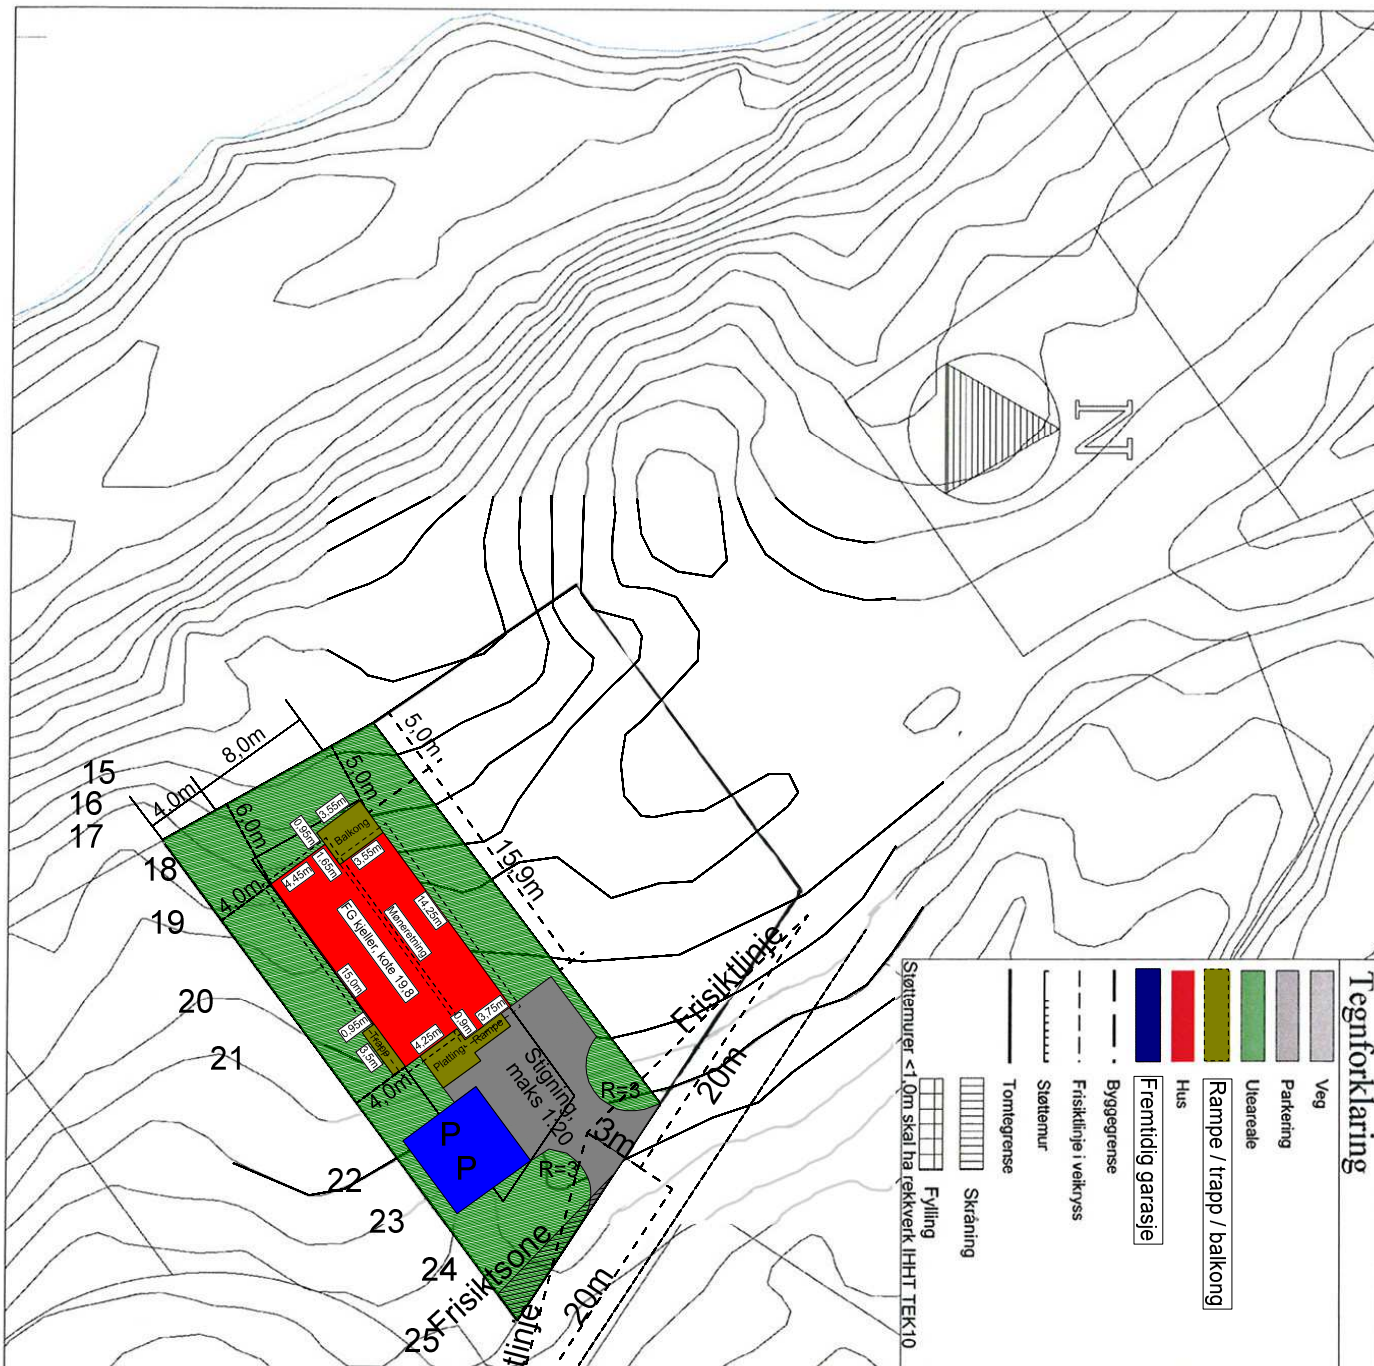 N
Tegnforklaring
Veg
Parkering
Uteareale
Rampe / trapp / balkong
Hus
Fremtidig garasje
Byggegrense
Frisiktlinje i veikryss
Støttemur
Tomtegrense
Skråning
Fylling
Støttemurer <1,0m skal ha rekkverk IHHT TEK10
15
16
17
18
19
20
21
22
23
24
25
8,0m
4,0m
5,0m
6,0m
5,0m
15,9m
4,0m
4,0m
3.55m
0.95m
Balkong
1.65m
3.55m
4,45m
14.25m
Møneretning
FG kjeller, kote 19,8
15,0m
0.95m
Trapp
3,5m
4,25m
0.9m
3.75m
Platting
Rampe
Stigning,
maks 1:20
P
P
R=3
R=3
3m
20m
20m
Frisiktlinje
Frisiktsone
tlinje